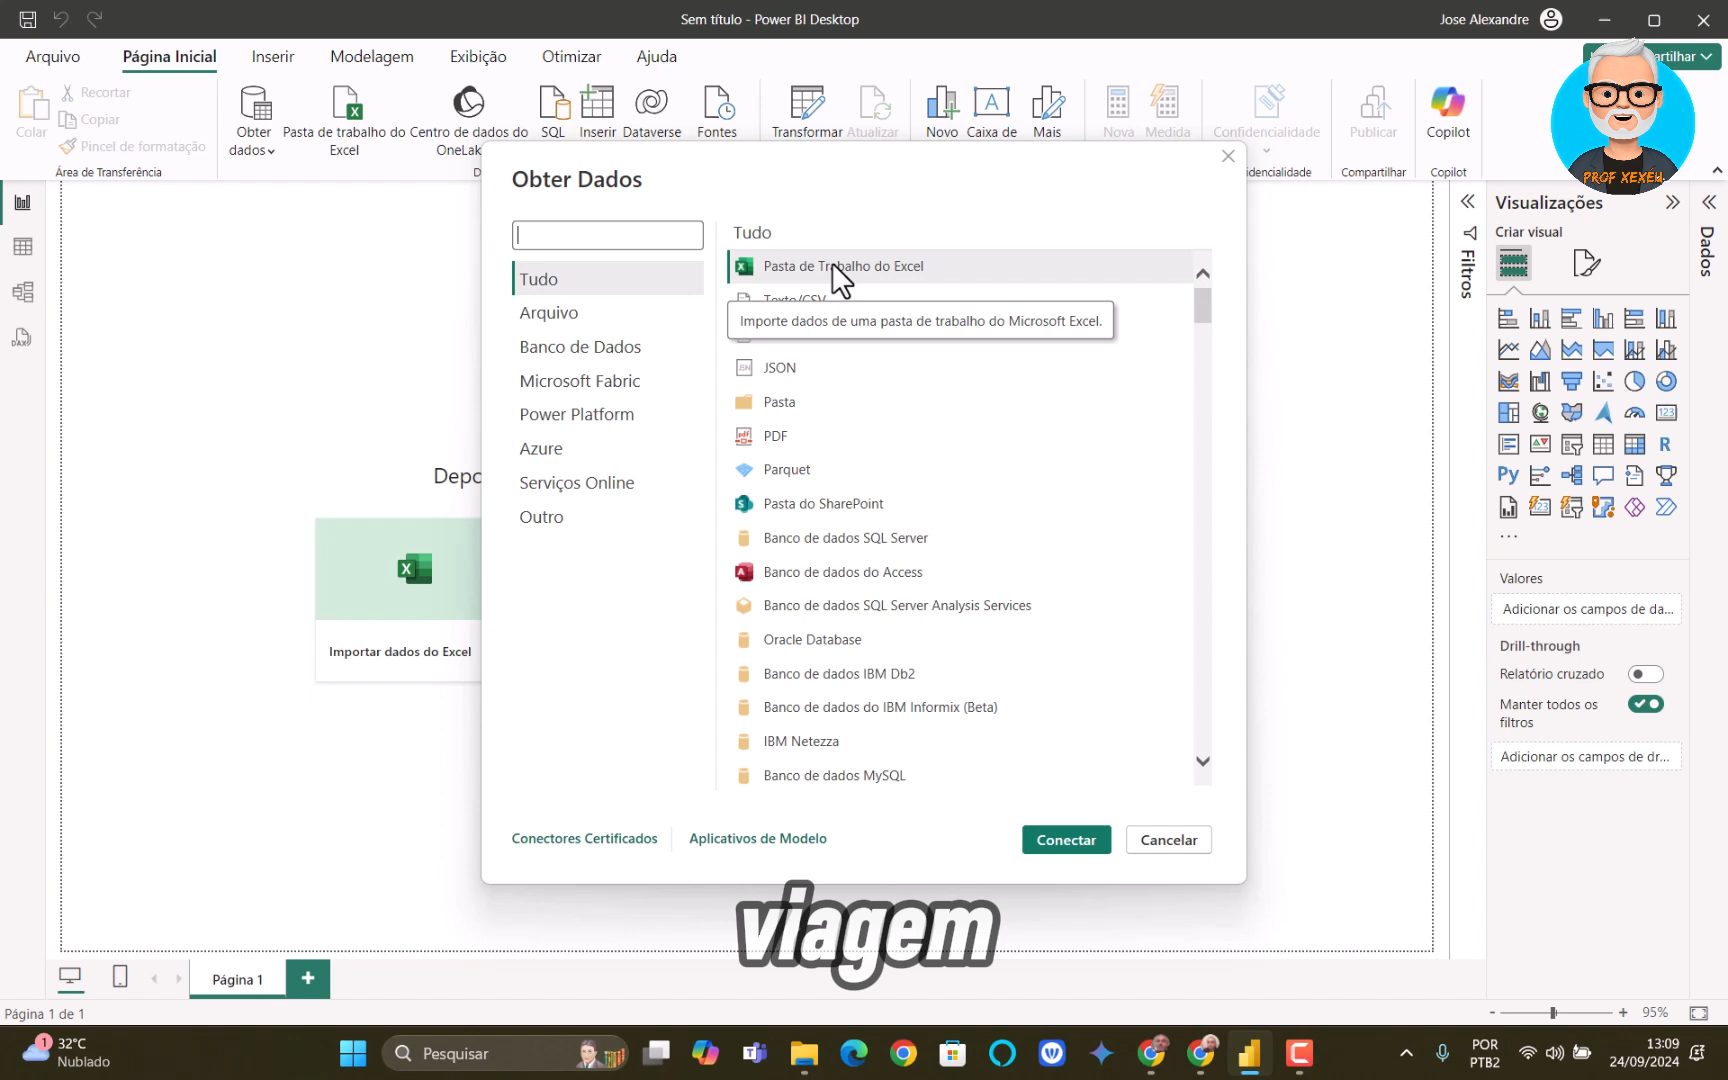 Sem título - Power BI Desktop
Jose Alexandre
Arquivo
Página Inicial
Inserir
Modelagem
Exibição
Otimizar
Ajuda
artilhar
Colar
Recortar
Copiar
Pincel de formatação
Área de Transferência
Obter
dados
Pasta de trabalho do
Excel
Centro de dados do
OneLak
SQL
Inserir
Dataverse
Fontes
Transformar
Atualizar
Novo
Caixa de
Mais
Nova
Medida
Confidencialidade
idencialidade
Publicar
Compartilhar
Copilot
Copilot
PROF XEXEU
Obter Dados
Tudo
Arquivo
Banco de Dados
Microsoft Fabric
Power Platform
Azure
Serviços Online
Outro
Tudo
Pasta de Trabalho do Excel
Texto/CSV
Importe dados de uma pasta de trabalho do Microsoft Excel.
JSON
Pasta
PDF
Parquet
Pasta do SharePoint
Banco de dados SQL Server
Banco de dados do Access
Banco de dados SQL Server Analysis Services
Oracle Database
Banco de dados IBM Db2
Banco de dados do IBM Informix (Beta)
IBM Netezza
Banco de dados MySQL
Conectores Certificados
Aplicativos de Modelo
Conectar
Cancelar
Depo
Importar dados do Excel
Filtros
Visualizações
Criar visual
Dados
R
Py
123
...
Valores
Adicionar os campos de da...
Drill-through
Relatório cruzado
Manter todos os
filtros
Adicionar os campos de dr...
viagem
Página 1
Página 1 de 1
95%
1
32°C
Nublado
Pesquisar
POR
PTB2
13:09
24/09/2024